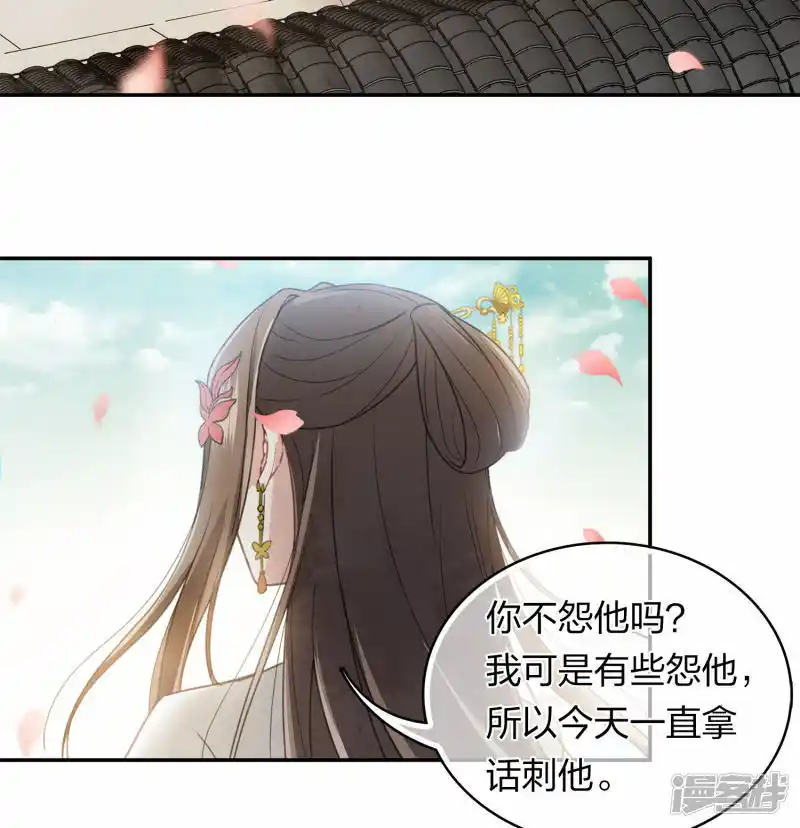 你不怨他吗?
我可是有些怨他，
所以今天一直拿
话刺他。
漫客栈